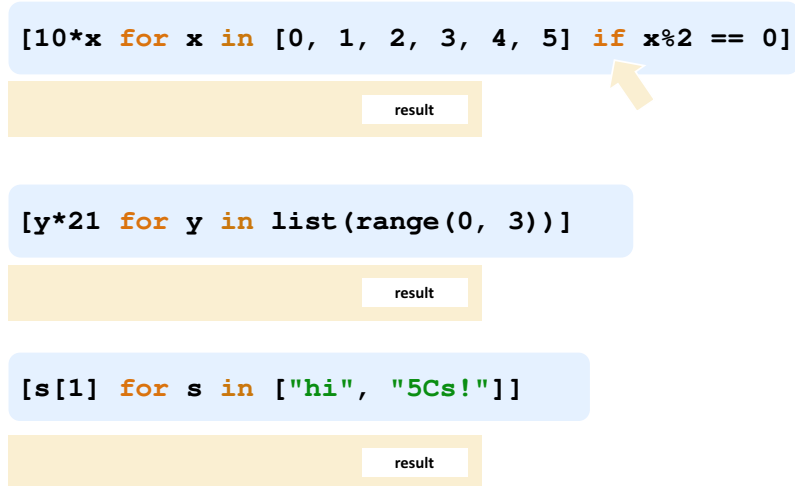 [10*x for x in [0, 1, 2, 3, 4, 5] if x%2 == 0]
result
[y*21 for y in list(range(0, 3))]
result
[s[1] for s in ["hi", "5Cs!"]]
result